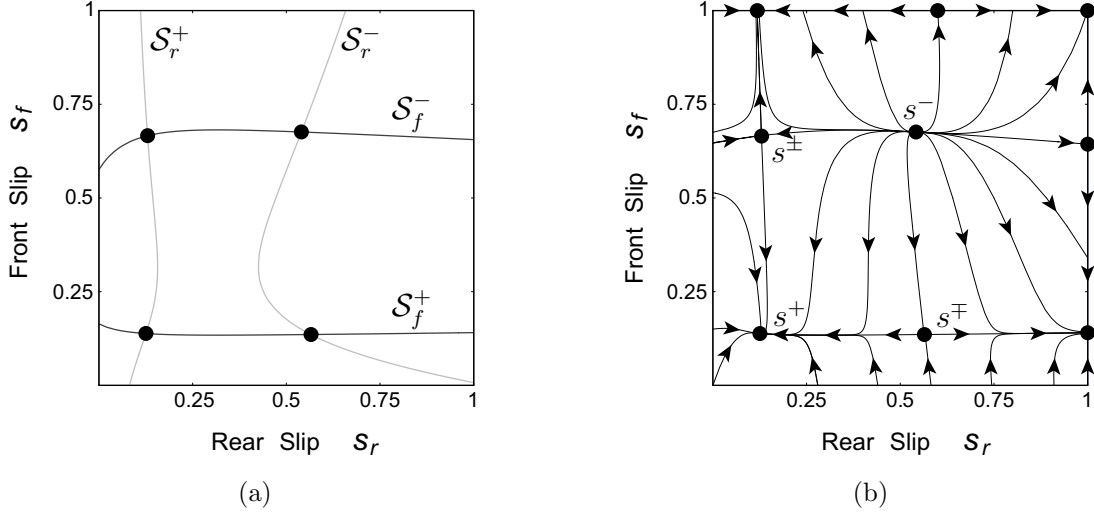 1
𝒮_r^+
𝒮_r^-
0.75
𝒮_f^-
0.5
0.25
𝒮_f^+
0.25
0.5
0.75
1
Front Slip s_f
Rear Slip s_r
(a)
1
0.75
s^-
s^±
0.5
0.25
s^+
s^∓
0.25
0.5
0.75
1
Front Slip s_f
Rear Slip s_r
(b)